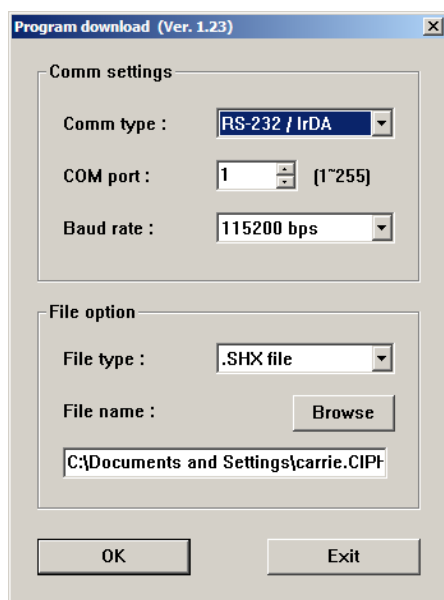 Program download (Ver. 1.23)
Comm settings
Comm type : RS-232 / IrDA
COM port : 1 (1~255)
Baud rate : 115200 bps
File option
File type : .SHX file
File name : Browse
C:\Documents and Settings\carrie.CIPH
OK Exit